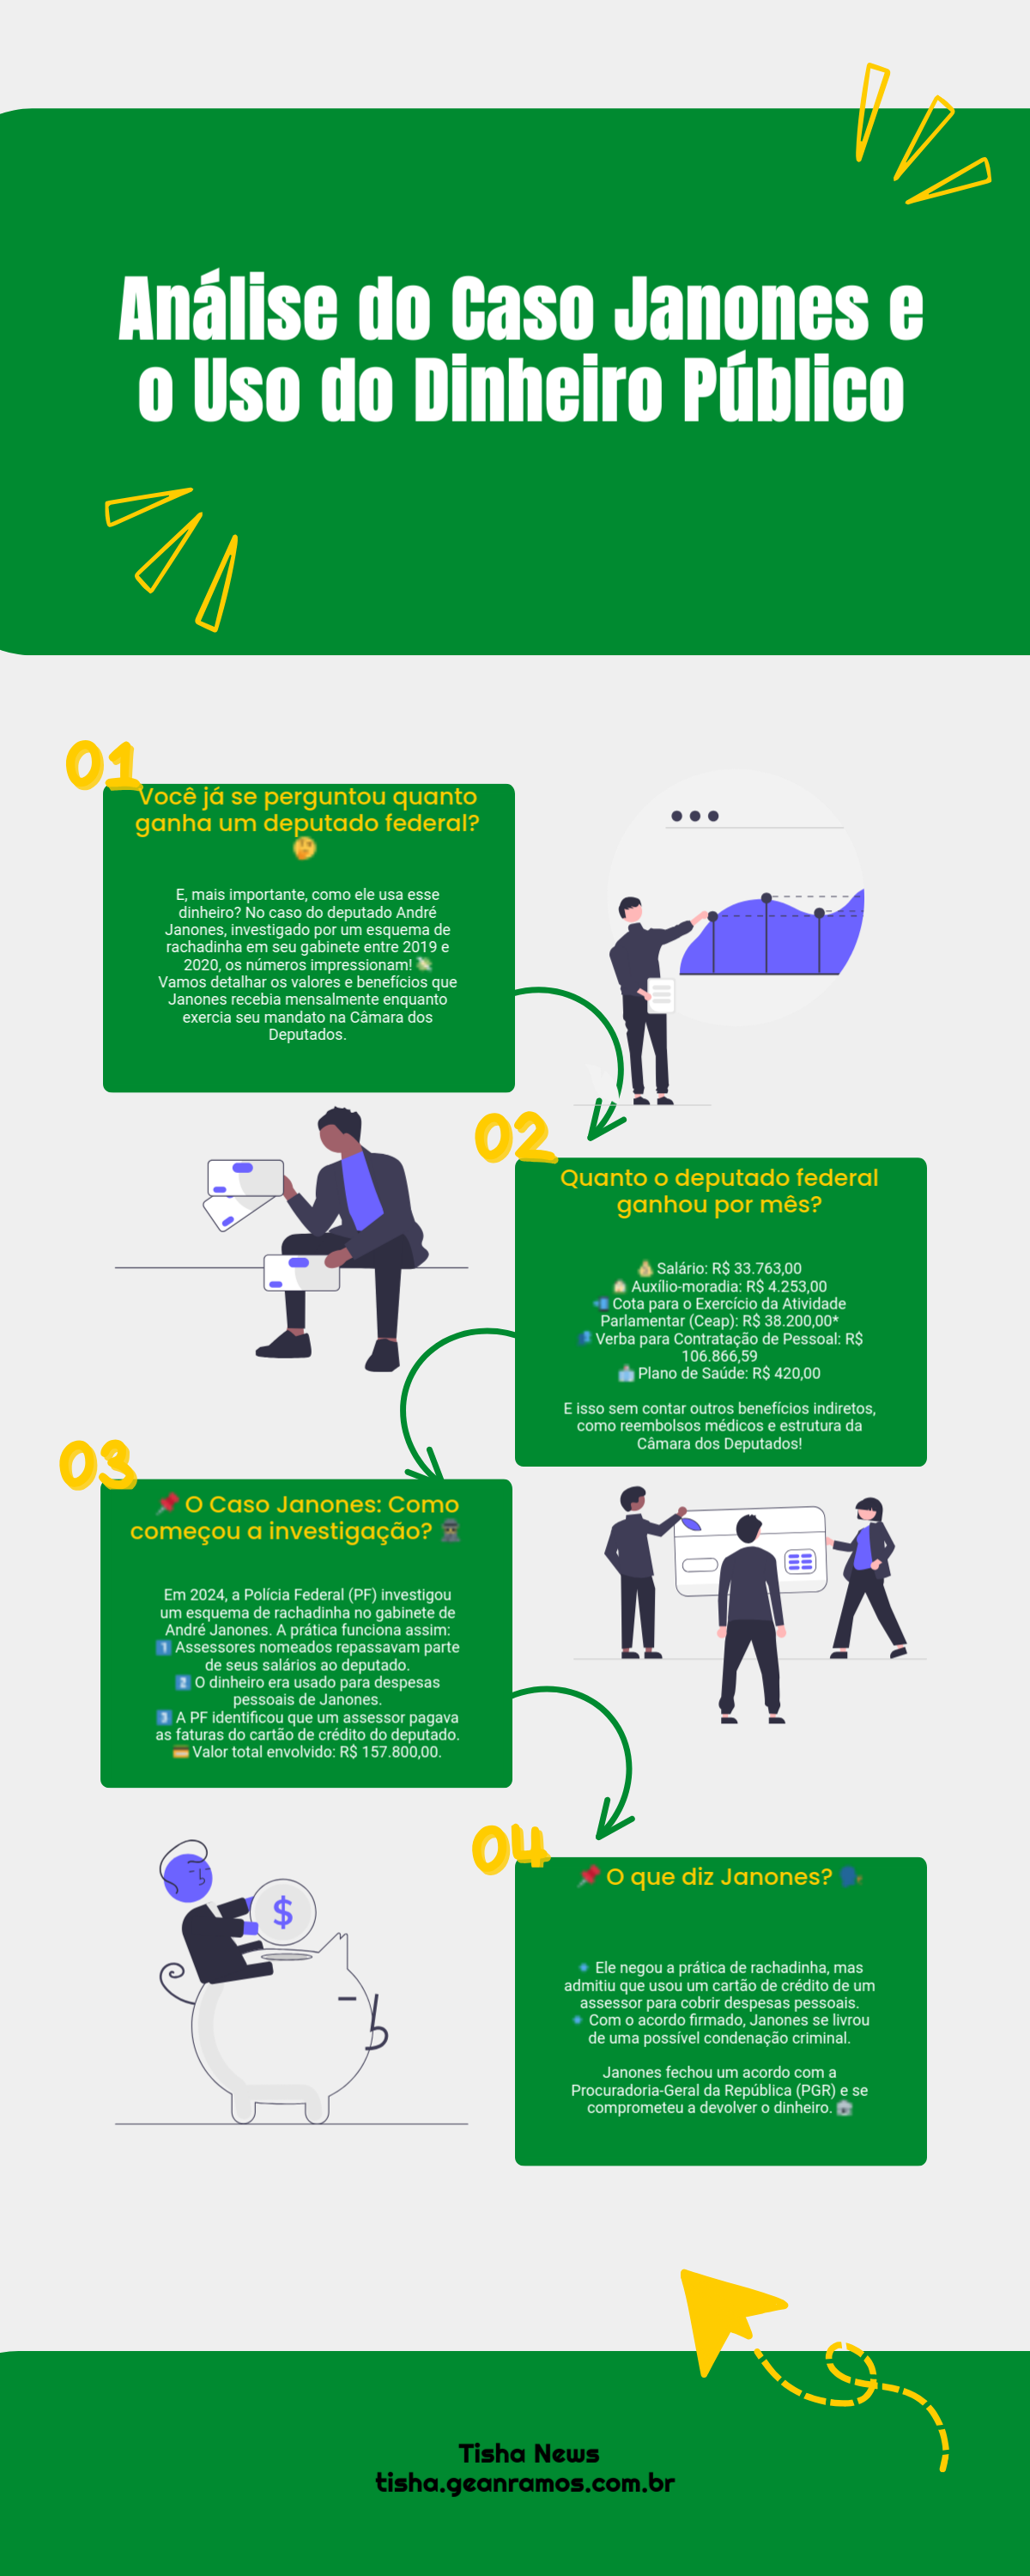 Análise do Caso Janones e
o Uso do Dinheiro Público
01
Você já se perguntou quanto
ganha um deputado federal?
🤔
E, mais importante, como ele usa esse
dinheiro? No caso do deputado André
Janones, investigado por um esquema de
rachadinha em seu gabinete entre 2019 e
2020, os números impressionam! 💸
Vamos detalhar os valores e benefícios que
Janones recebia mensalmente enquanto
exercia seu mandato na Câmara dos
Deputados.
02
Quanto o deputado federal
ganhou por mês?
💰 Salário: R$ 33.763,00
🏠 Auxílio-moradia: R$ 4.253,00
Cota para o Exercício da Atividade
Parlamentar (Ceap): R$ 38.200,00*
Verba para Contratação de Pessoal: R$
106.866,59
Plano de Saúde: R$ 420,00
E isso sem contar outros benefícios indiretos,
como reembolsos médicos e estrutura da
Câmara dos Deputados!
03
📌 O Caso Janones: Como
começou a investigação?
Em 2024, a Polícia Federal (PF) investigou
um esquema de rachadinha no gabinete de
André Janones. A prática funciona assim:
1️⃣ Assessores nomeados repassavam parte
de seus salários ao deputado.
2️⃣ O dinheiro era usado para despesas
pessoais de Janones.
3️⃣ A PF identificou que um assessor pagava
as faturas do cartão de crédito do deputado.
💳 Valor total envolvido: R$ 157.800,00.
$
04
📌 O que diz Janones?
🔹 Ele negou a prática de rachadinha, mas
admitiu que usou um cartão de crédito de um
assessor para cobrir despesas pessoais.
🔹 Com o acordo firmado, Janones se livrou
de uma possível condenação criminal.
Janones fechou um acordo com a
Procuradoria-Geral da República (PGR) e se
comprometeu a devolver o dinheiro.
Tisha News
tisha.geanramos.com.br